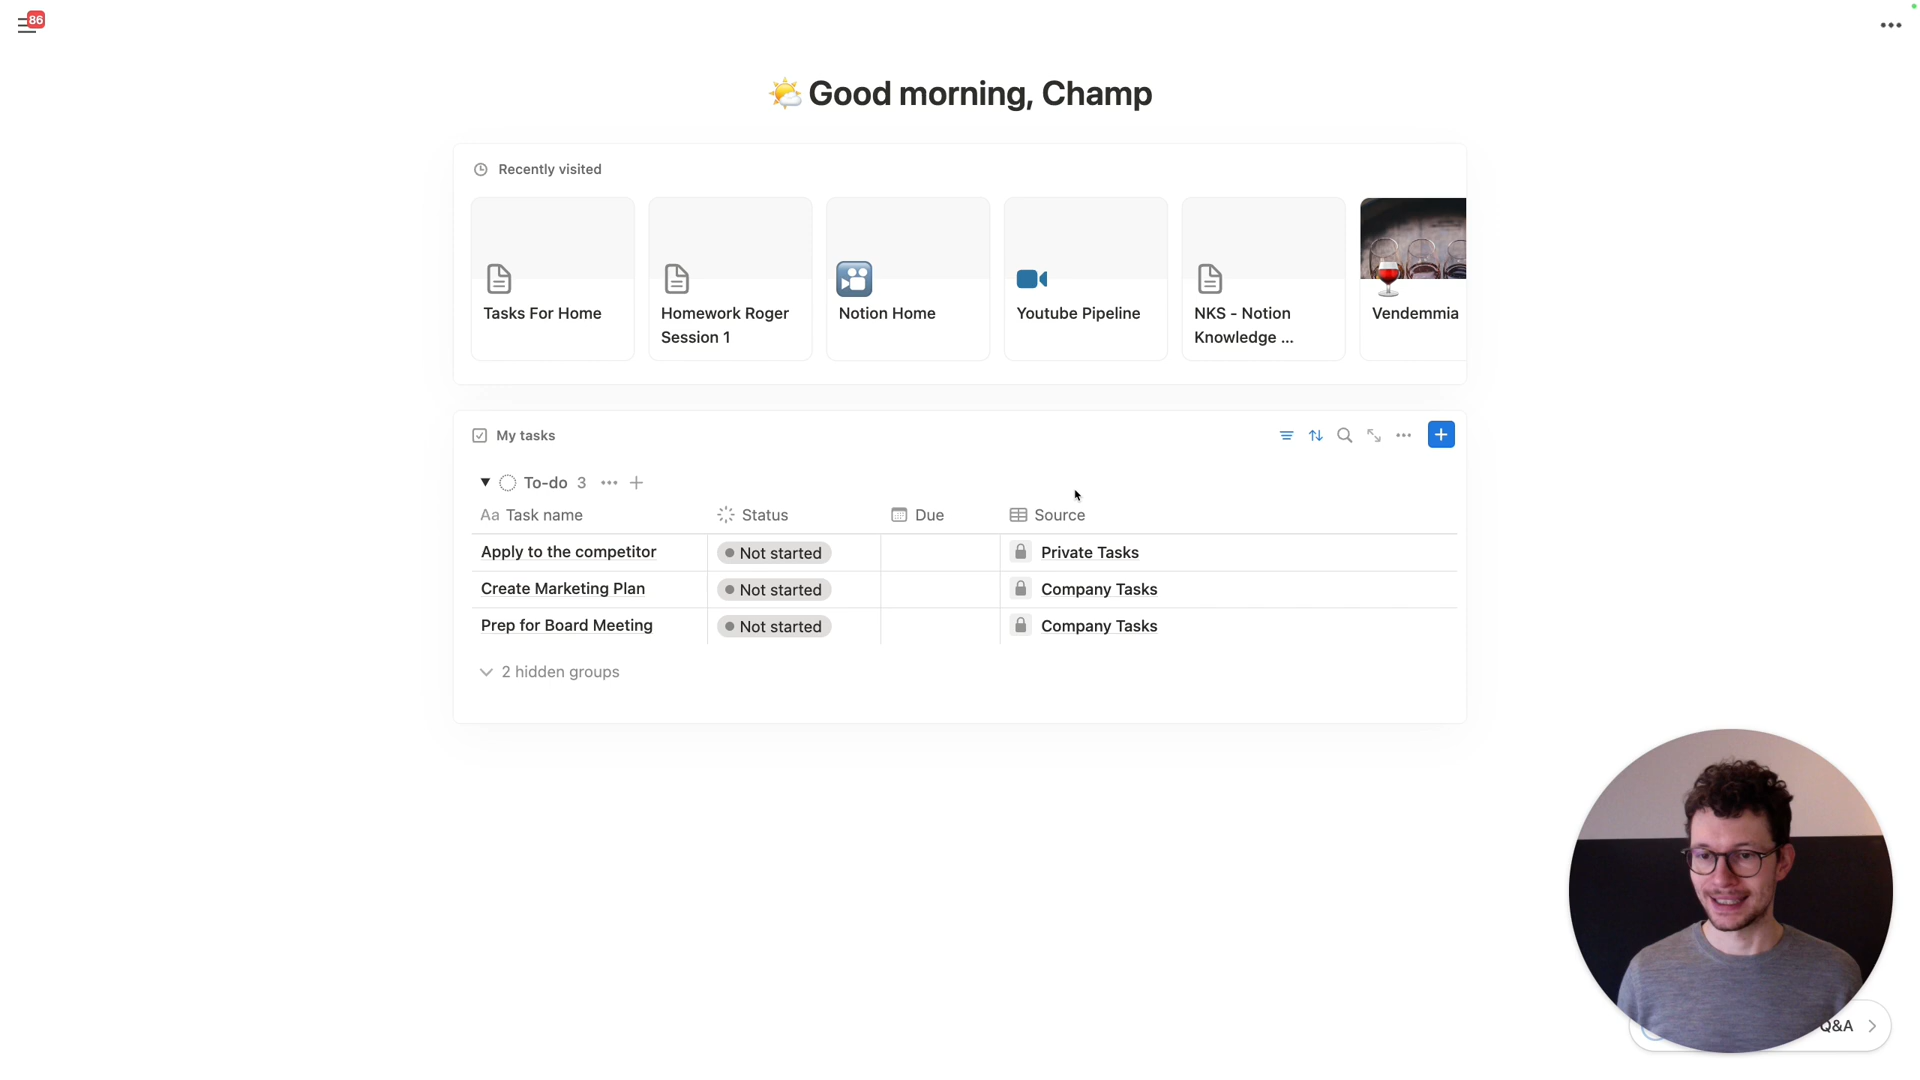 86
Good morning, Champ
Recently visited
Tasks For Home
Homework Roger
Session 1
Notion Home
Youtube Pipeline
NKS - Notion
Knowledge ...
Vendemmia
My tasks
To-do 3
Aa Task name Status Due Source
Apply to the competitor Not started Private Tasks
Create Marketing Plan Not started Company Tasks
Prep for Board Meeting Not started Company Tasks
2 hidden groups
Q&A